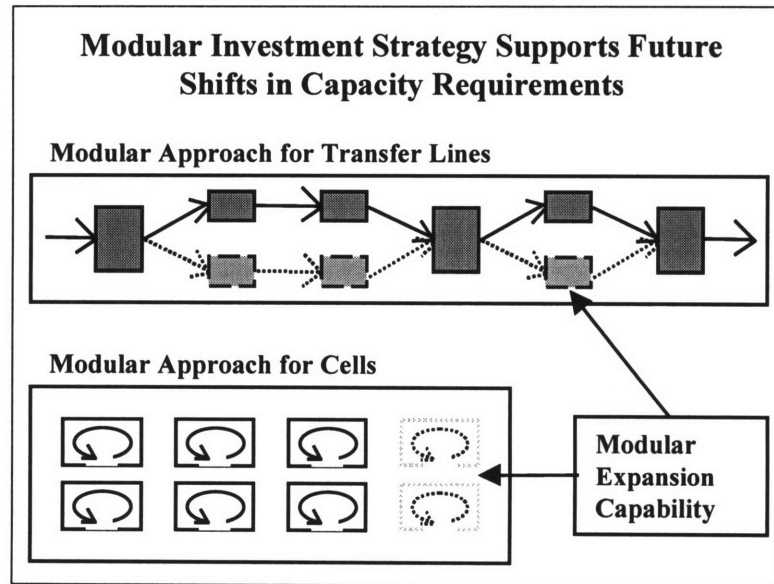 Modular Investment Strategy Supports Future
Shifts in Capacity Requirements
Modular Approach for Transfer Lines
Modular Approach for Cells
Modular
Expansion
Capability